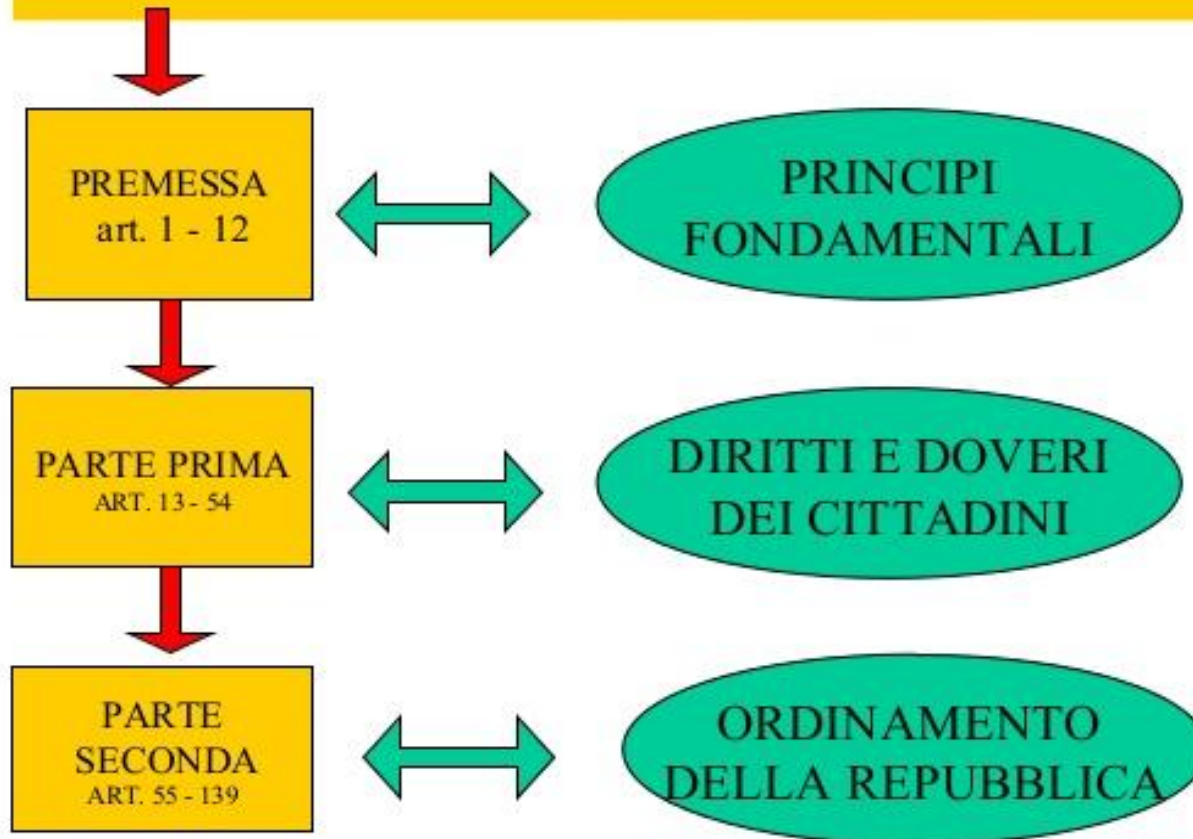 PREMESSA
art. 1 - 12
PRINCIPI
FONDAMENTALI
PARTE PRIMA
ART. 13 - 54
DIRITTI E DOVERI
DEI CITTADINI
PARTE
SECONDA
ART. 55 - 139
ORDINAMENTO
DELLA REPUBBLICA